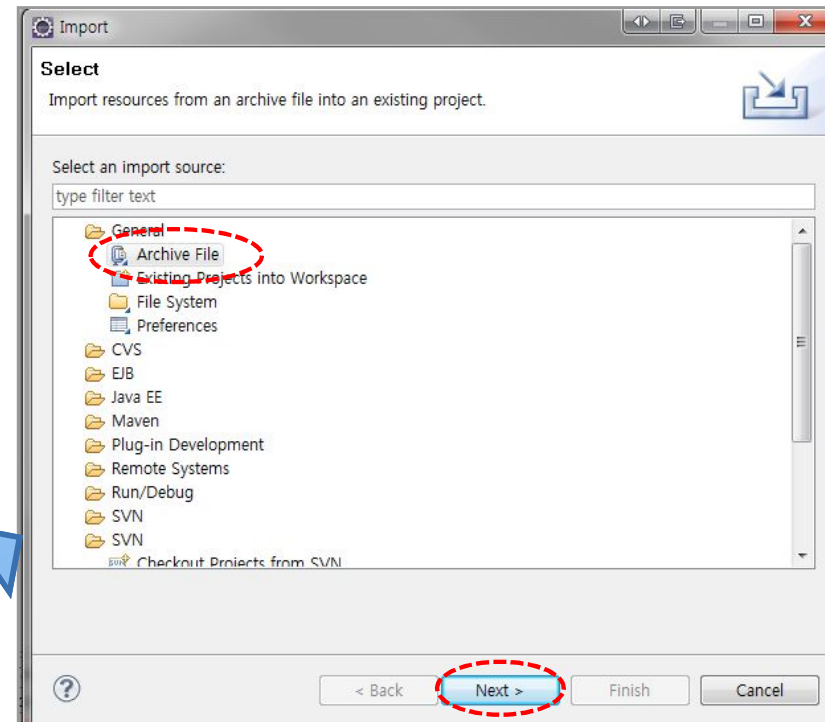 Import
Select
Import resources from an archive file into an existing project.
Select an import source:
type filter text
General
Archive File
Existing Projects into Workspace
File System
Preferences
CVS
EJB
Java EE
Maven
Plug-in Development
Remote Systems
Run/Debug
SVN
SVN
Checkout Projects from SVN
< Back Next > Finish Cancel